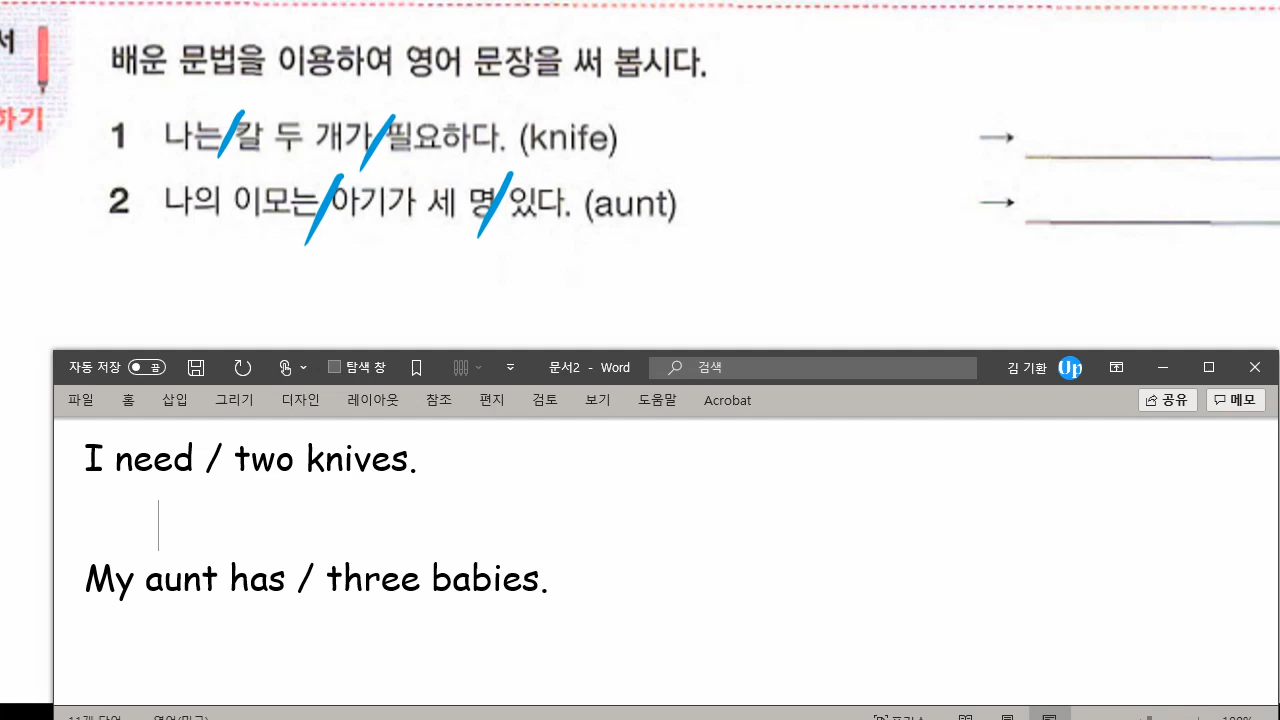 서
배운 문법을 이용하여 영어 문장을 써 봅시다.
하기
1 나는 칼 두 개가 필요하다. (knife) →
2 나의 이모는 아기가 세 명 있다. (aunt) →
자동 저장 끔 탐색 창 문서2 - Word 검색 김 기환 Up
파일 홈 삽입 그리기 디자인 레이아웃 참조 편지 검토 보기 도움말 Acrobat 공유 메모
I need / two knives.
My aunt has / three babies.